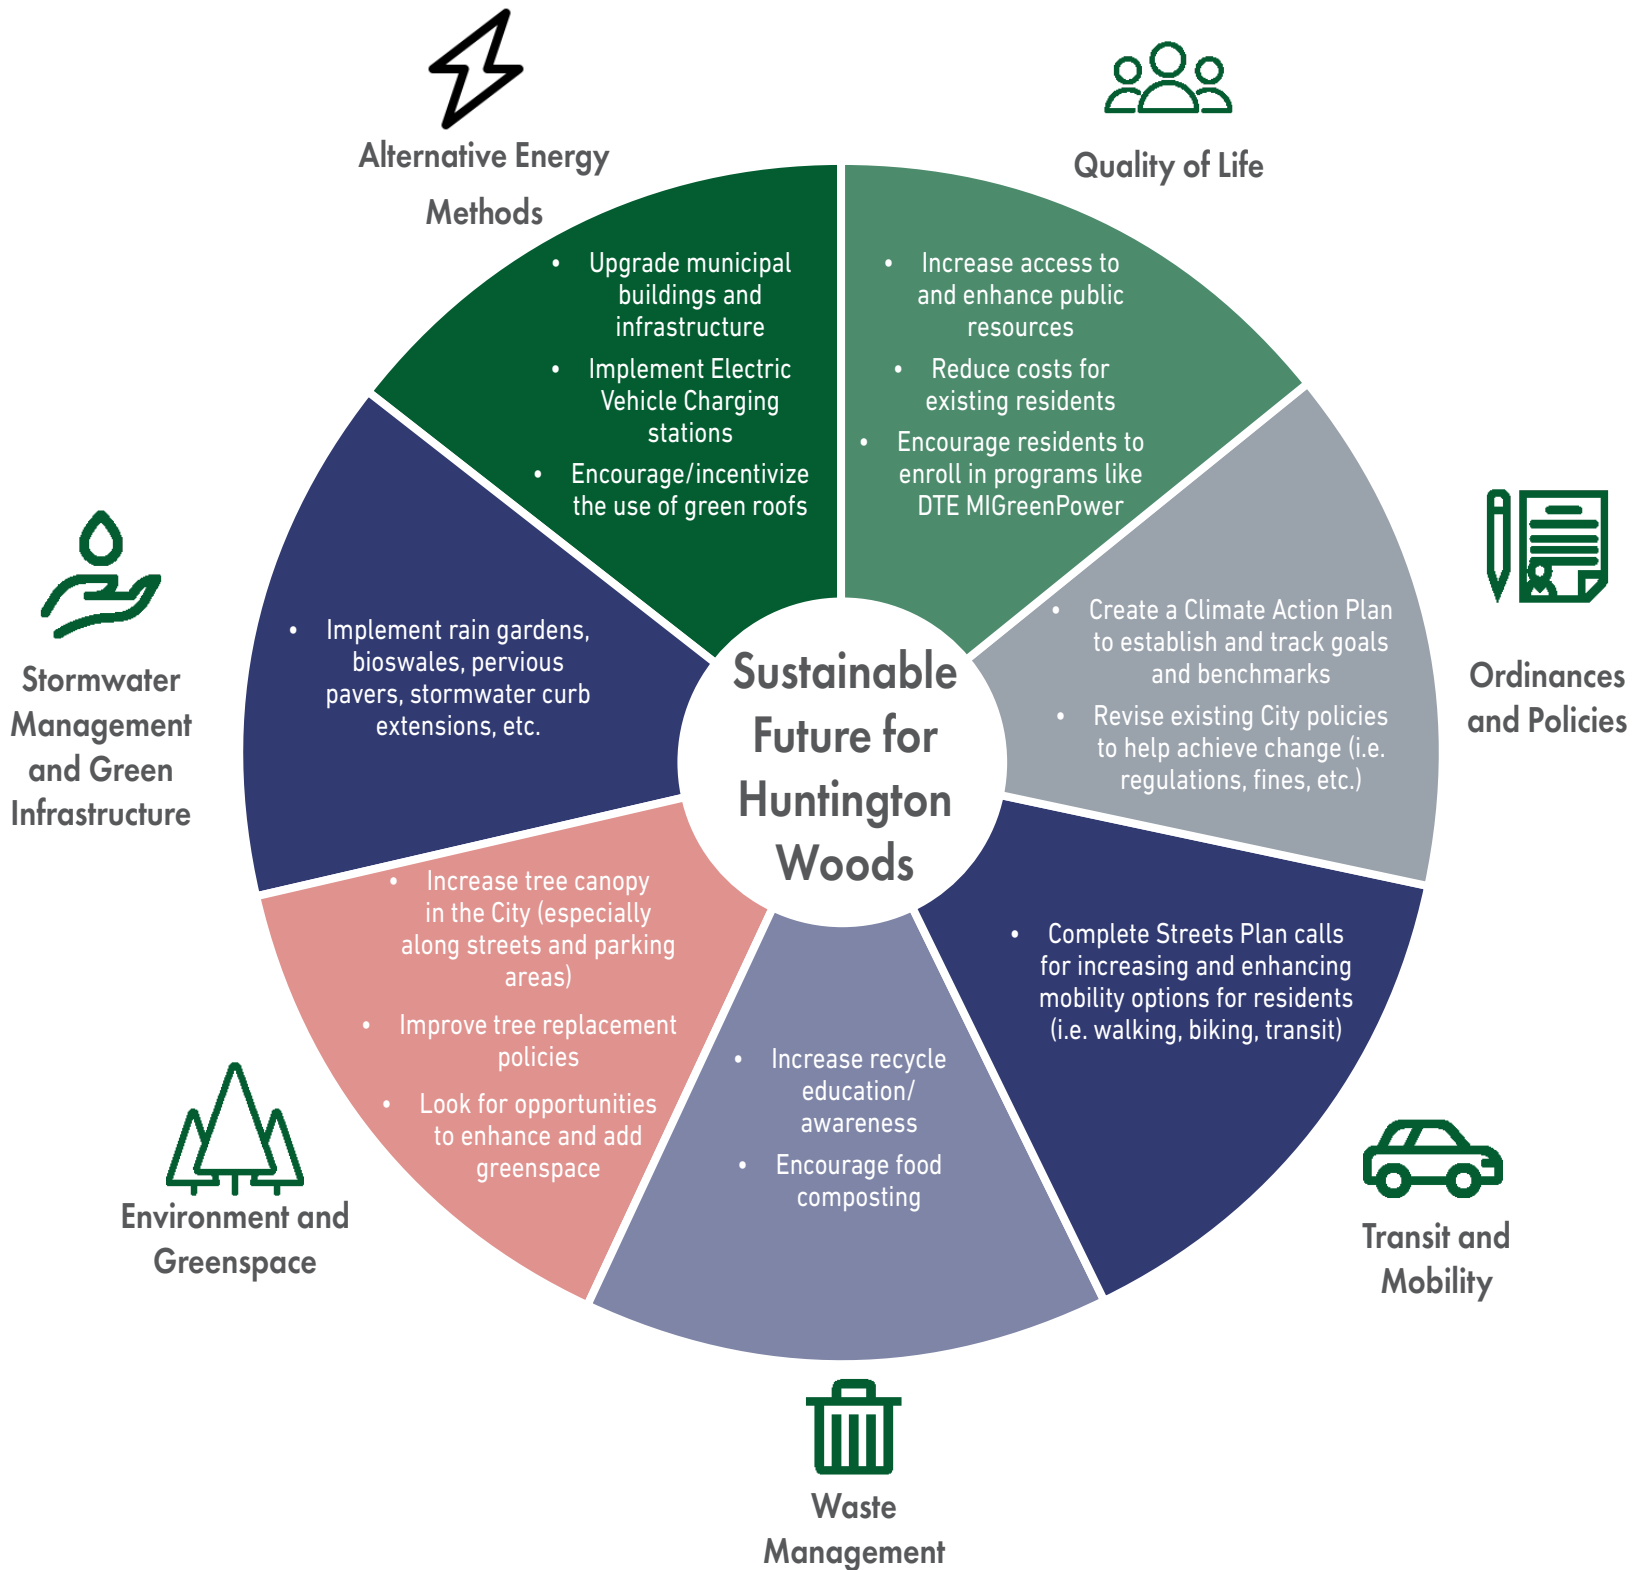 Alternative Energy
Methods
• Upgrade municipal
buildings and
infrastructure
• Implement Electric
Vehicle Charging
stations
• Encourage/incentivize
the use of green roofs
Quality of Life
• Increase access to
and enhance public
resources
• Reduce costs for
existing residents
• Encourage residents to
enroll in programs like
DTE MIGreenPower
Ordinances
and Policies
• Create a Climate Action Plan
to establish and track goals
and benchmarks
• Revise existing City policies
to help achieve change (i.e.
regulations, fines, etc.)
Transit and
Mobility
• Complete Streets Plan calls
for increasing and enhancing
mobility options for residents
(i.e. walking, biking, transit)
Waste
Management
• Increase recycle
education/
awareness
• Encourage food
composting
Environment and
Greenspace
• Increase tree canopy
in the City (especially
along streets and parking
areas)
• Improve tree replacement
policies
• Look for opportunities
to enhance and add
greenspace
Stormwater
Management
and Green
Infrastructure
• Implement rain gardens,
bioswales, pervious
pavers, stormwater curb
extensions, etc.
Sustainable
Future for
Huntington
Woods